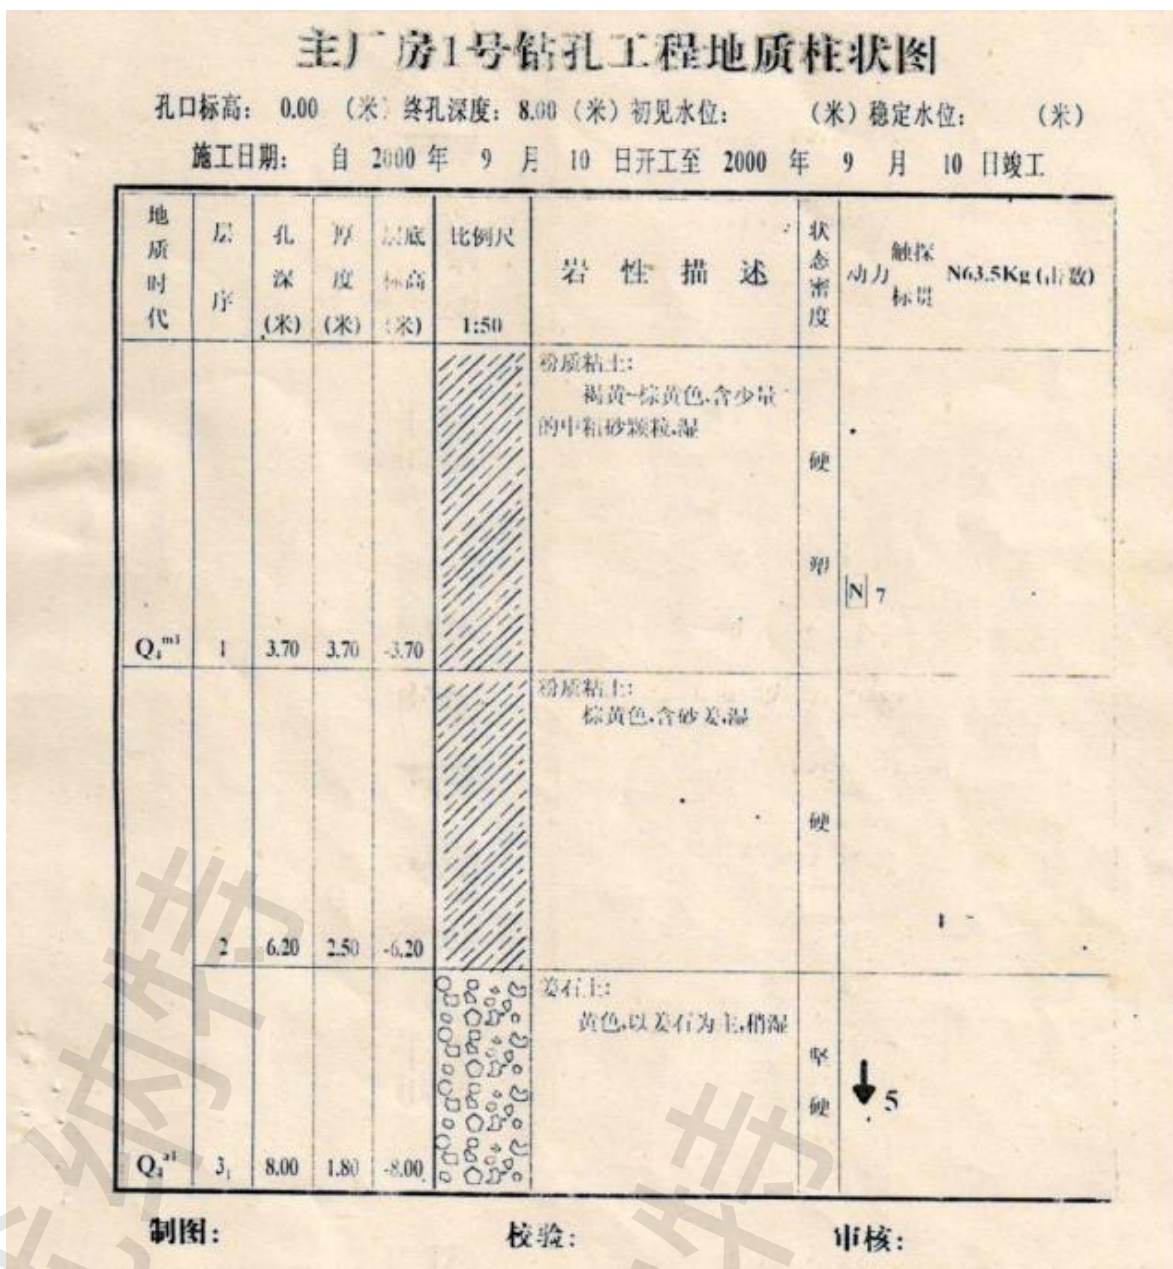 主厂房1号钻孔工程地质柱状图
孔口标高: 0.00 (米) 终孔深度: 8.00 (米) 初见水位: (米) 稳定水位: (米)
施工日期: 自 2000 年 9 月 10 日开工至 2000 年 9 月 10 日竣工
地质时代 层序 孔深(米) 厚度(米) 层底标高(米) 比例尺 1:50 岩性描述 状态密度 动力触探 标贯 N63.5Kg(击数)
粉质粘土:
褐黄~棕黄色,含少量
的中粗砂颗粒,湿
硬
塑
N 7
Q₄ᵐˡ 1 3.70 3.70 -3.70
粉质粘土:
棕黄色,含砂姜,湿
硬
2 6.20 2.50 -6.20
姜石土:
黄色,以姜石为主,稍湿
坚
硬
5
Q₄ᵃˡ 3₁ 8.00 1.80 -8.00
制图: 校验: 审核: